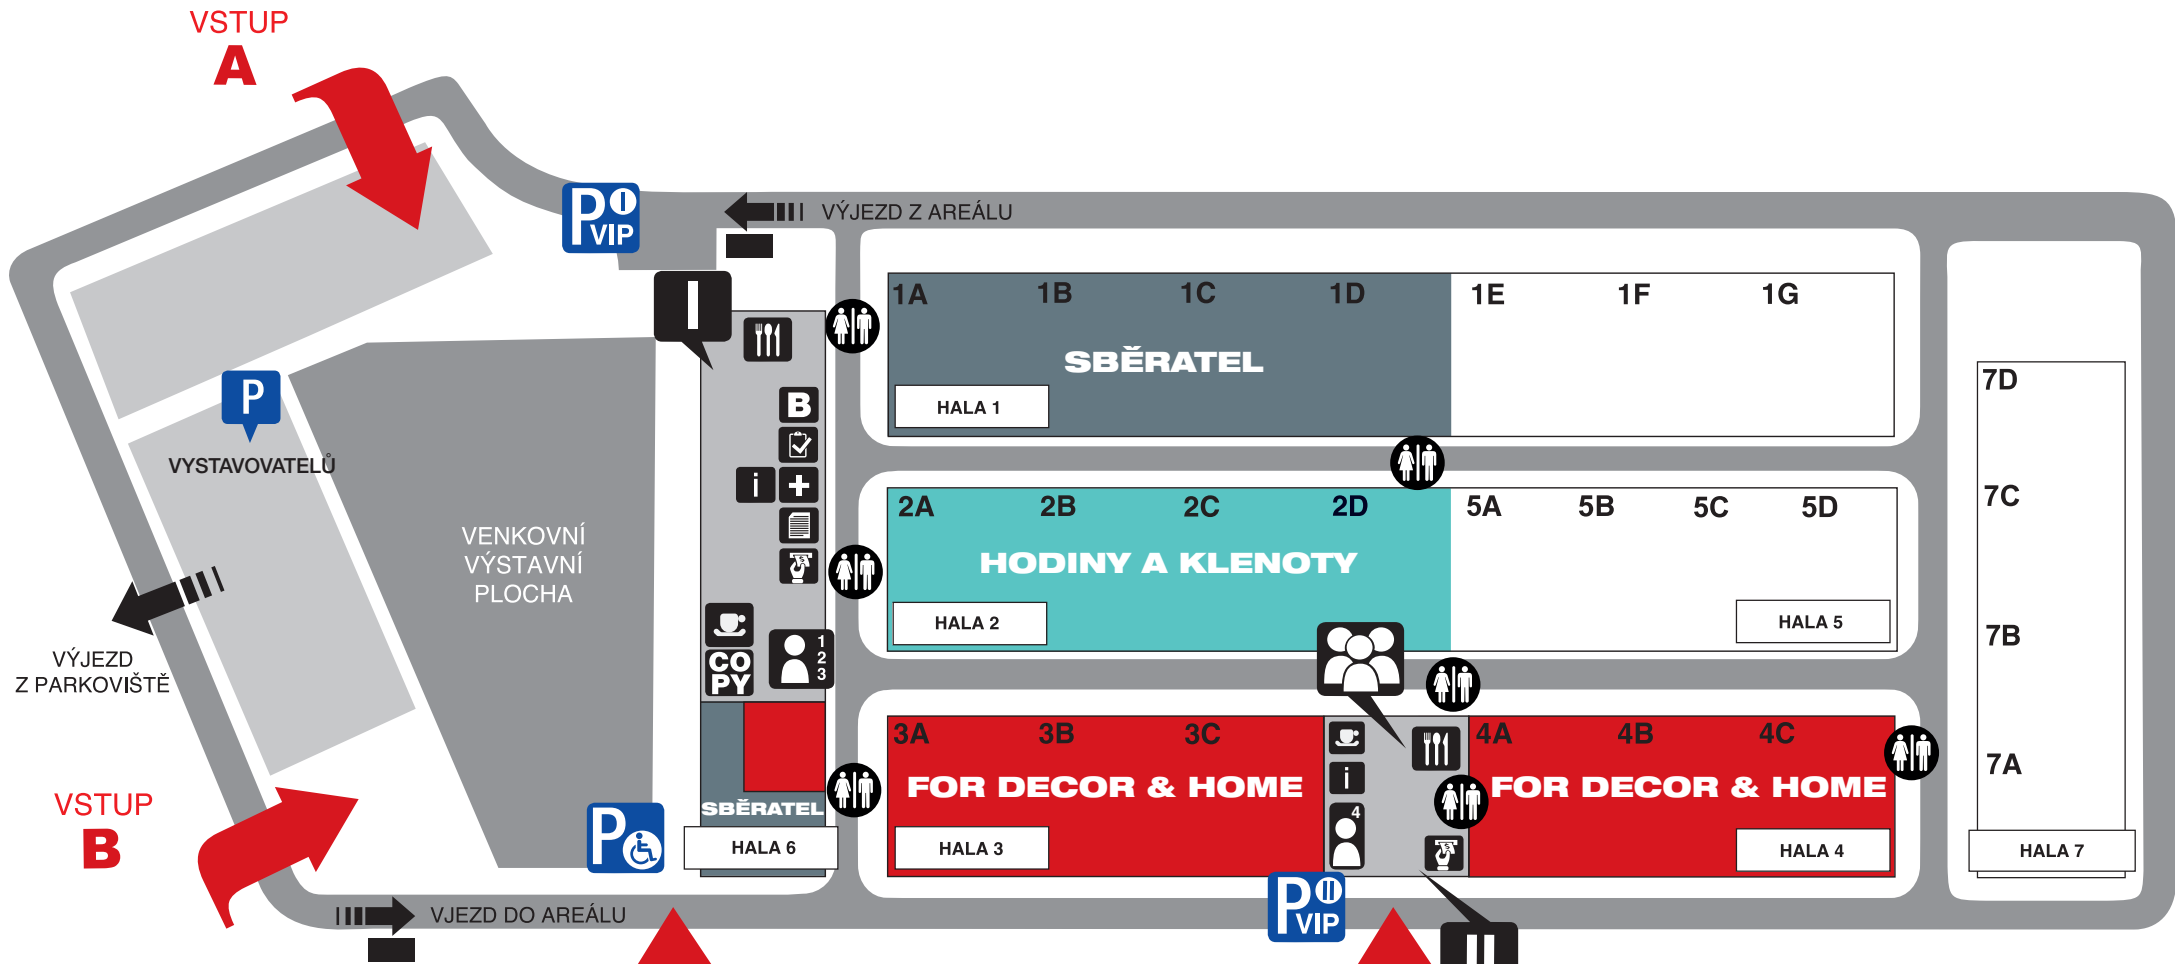 VSTUP
A
P I
VIP
VÝJEZD Z AREÁLU
I
1A 1B 1C 1D 1E 1F 1G
SBĚRATEL
HALA 1
P
VYSTAVOVATELŮ
B
i
VENKOVNÍ
VÝSTAVNÍ
PLOCHA
2A 2B 2C 2D 5A 5B 5C 5D
HODINY A KLENOTY
HALA 2
HALA 5
7D
7C
7B
7A
HALA 7
VÝJEZD
Z PARKOVIŠTĚ
CO
PY
1
2
3
3A 3B 3C 4A 4B 4C
FOR DECOR & HOME
FOR DECOR & HOME
i
4
HALA 3
HALA 4
SBĚRATEL
HALA 6
VSTUP
B
P
P II
VIP
VJEZD DO AREÁLU
II